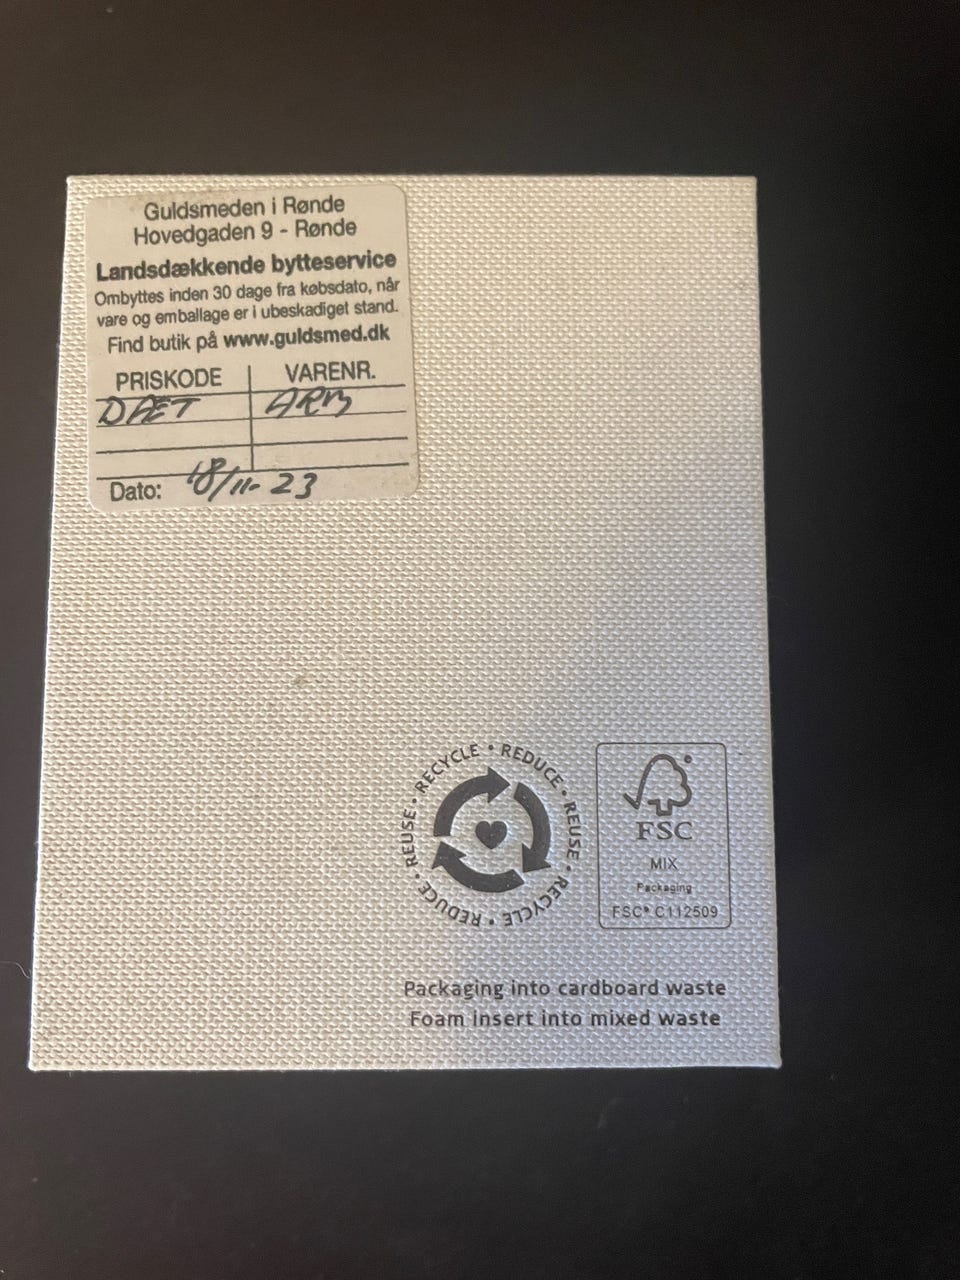 Guldsmeden i Rønde
Hovedgaden 9 - Rønde
Landsdækkende bytteservice
Ombyttes inden 30 dage fra købsdato, når
vare og emballage er i ubeskadiget stand.
Find butik på www.guldsmed.dk
PRISKODE VARENR.
DÆT ARM
Dato: 18/11-23
RECYCLE • REDUCE • REUSE • RECYCLE • REDUCE • REUSE •
FSC
MIX
Packaging
FSC® C112509
Packaging into cardboard waste
Foam insert into mixed waste